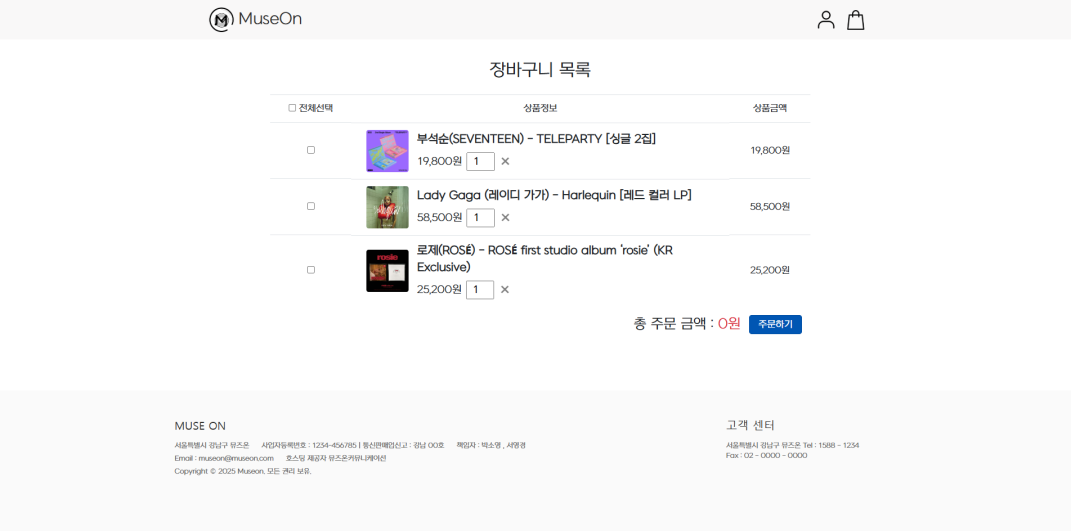 MuseOn
장바구니 목록
전체선택 상품정보 상품금액
부석순(SEVENTEEN) - TELEPARTY [싱글 2집]
19,800원 1 ✕
19,800원
Lady Gaga (레이디 가가) - Harlequin [레드 컬러 LP]
58,500원 1 ✕
58,500원
rosie
로제(ROSÉ) - ROSÉ first studio album 'rosie' (KR
Exclusive)
25,200원 1 ✕
25,200원
총 주문 금액 : 0원 주문하기
MUSE ON
서울특별시 강남구 뮤즈온 사업자등록번호 : 1234-456785 | 통신판매업신고 : 강남 00호 책임자 : 박소영 , 서영경
Email : museon@museon.com 호스팅 제공자 뮤즈온커뮤니케이션
Copyright © 2025 Museon. 모든 권리 보유.
고객 센터
서울특별시 강남구 뮤즈온 Tel : 1588 - 1234
Fax : 02 - 0000 - 0000